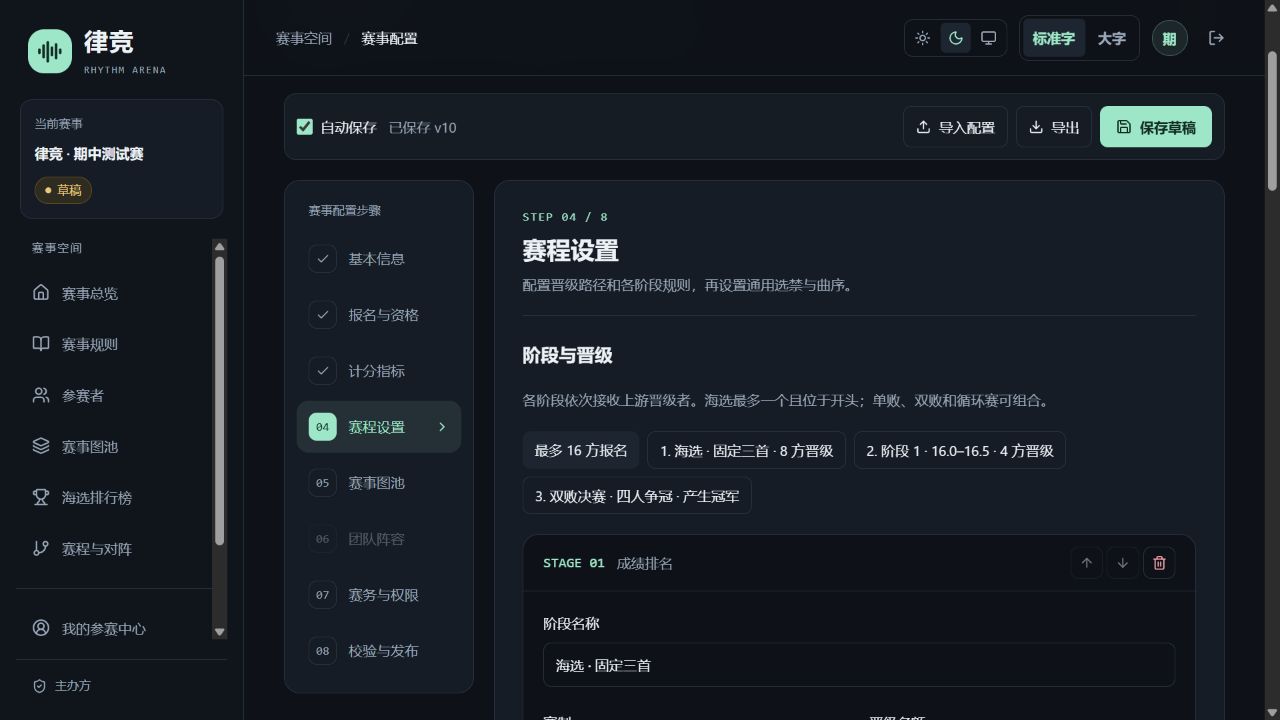 律竞
RHYTHM ARENA
当前赛事
律竞 · 期中测试赛
草稿
赛事空间
赛事总览
赛事规则
参赛者
赛事图池
海选排行榜
赛程与对阵
我的参赛中心
主办方
赛事空间 / 赛事配置
标准字 大字 期
自动保存 已保存 v10
导入配置 导出 保存草稿
赛事配置步骤
基本信息
报名与资格
计分指标
04 赛程设置
05 赛事图池
06 团队阵容
07 赛务与权限
08 校验与发布
STEP 04 / 8
赛程设置
配置晋级路径和各阶段规则，再设置通用选禁与曲序。
阶段与晋级
各阶段依次接收上游晋级者。海选最多一个且位于开头；单败、双败和循环赛可组合。
最多 16 方报名 1. 海选 · 固定三首 · 8 方晋级 2. 阶段 1 · 16.0–16.5 · 4 方晋级
3. 双败决赛 · 四人争冠 · 产生冠军
STAGE 01 成绩排名
阶段名称
海选 · 固定三首